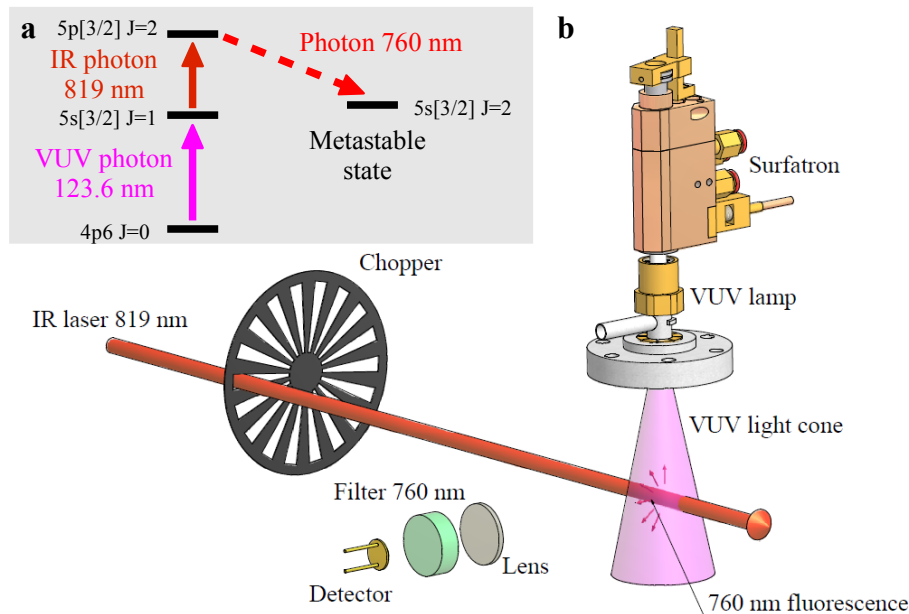 a
5p[3/2] J=2
IR photon
819 nm
Photon 760 nm
5s[3/2] J=1
5s[3/2] J=2
Metastable
state
VUV photon
123.6 nm
4p6 J=0
b
Surfatron
Chopper
IR laser 819 nm
VUV lamp
VUV light cone
Filter 760 nm
Lens
Detector
760 nm fluorescence